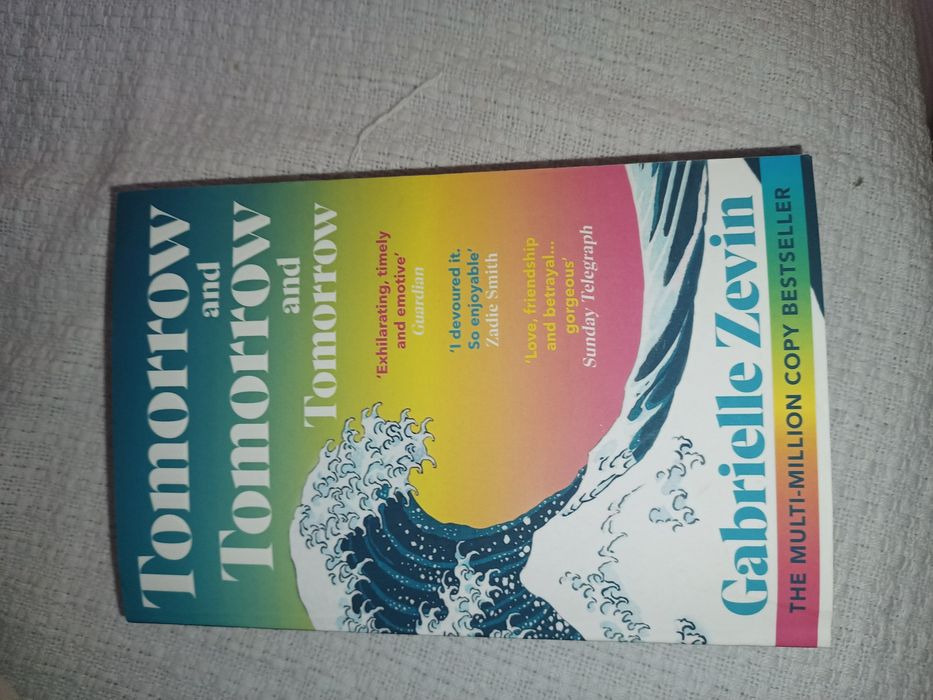 Tomorrow
and
Tomorrow
and
Tomorrow
‘Exhilarating, timely
and emotive’
Guardian
‘I devoured it.
So enjoyable’
Zadie Smith
‘Love, friendship
and betrayal...
gorgeous’
Sunday Telegraph
Gabrielle Zevin
THE MULTI-MILLION COPY BESTSELLER